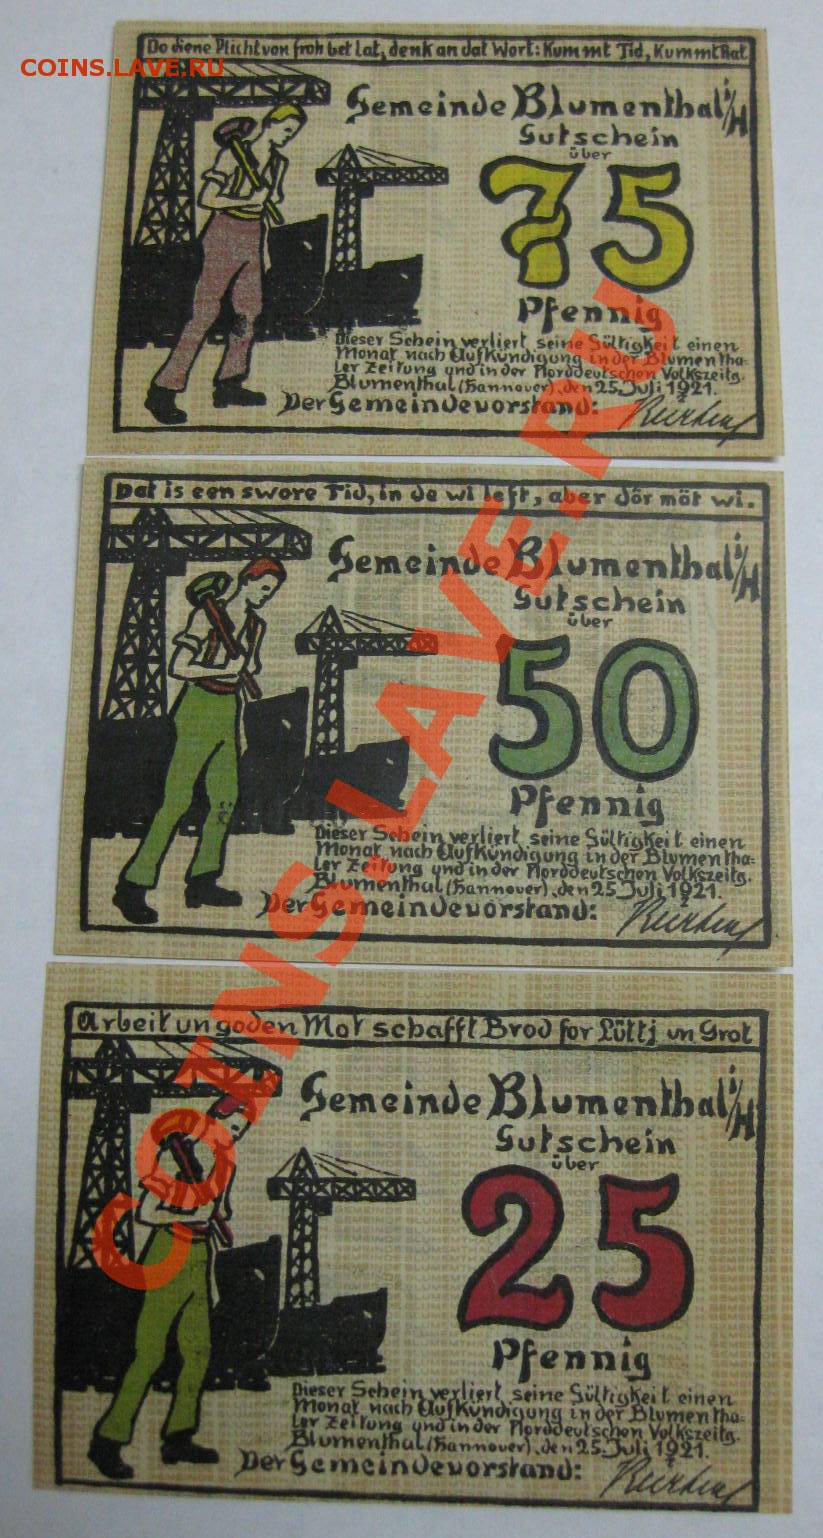 COINS.LAVE.RU
Do diene Plicht von froh bet lat, denk an dat Wort: Kummt Tid, Kummt Rat
Gemeinde Blumenthal i/H
Gutschein
über
75
Pfennig
Dieser Schein verliert seine Gültigkeit einen
Monat nach Aufkündigung in der Blumentha-
ler Zeitung und in der Norddeutschen Volkszeitg.
Blumenthal (Hannover), den 25. Juli 1921.
Der Gemeindevorstand:
Dat is een swore Tid, in de wi left, aber dör möt wi.
Gemeinde Blumenthal i/H
Gutschein
über
50
Pfennig
Dieser Schein verliert seine Gültigkeit einen
Monat nach Aufkündigung in der Blumentha-
ler Zeitung und in der Norddeutschen Volkszeitg.
Blumenthal (Hannover), den 25. Juli 1921.
Der Gemeindevorstand:
Arbeit un goden Mot schafft Brod for Lüttj un Grot
Gemeinde Blumenthal i/H
Gutschein
über
25
Pfennig
Dieser Schein verliert seine Gültigkeit einen
Monat nach Aufkündigung in der Blumentha-
ler Zeitung und in der Norddeutschen Volkszeitg.
Blumenthal (Hannover), den 25. Juli 1921.
Der Gemeindevorstand:
COINS.LAVE.RU